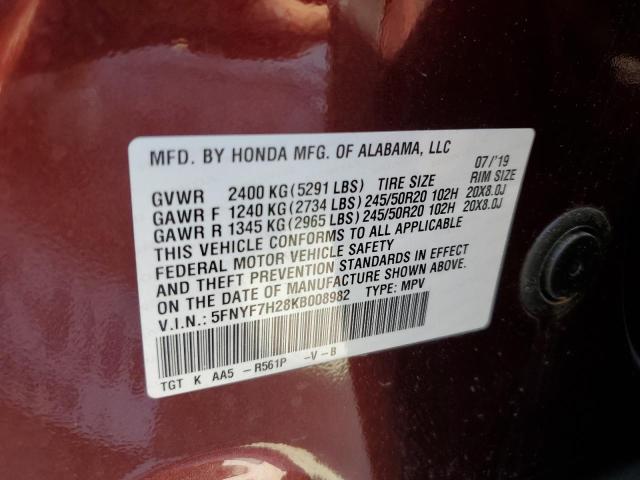 MFD. BY HONDA MFG. OF ALABAMA, LLC 07/'19
GVWR 2400 KG(5291 LBS) TIRE SIZE RIM SIZE
GAWR F 1240 KG(2734 LBS)245/50R20 102H 20X8.0J
GAWR R 1345 KG(2965 LBS)245/50R20 102H 20X8.0J
THIS VEHICLE CONFORMS TO ALL APPLICABLE
FEDERAL MOTOR VEHICLE SAFETY
AND THEFT PREVENTION STANDARDS IN EFFECT
ON THE DATE OF MANUFACTURE SHOWN ABOVE.
V.I.N.: 5FNYF7H28KB008982 TYPE: MPV
TGT K AA5 -R561P -V-B